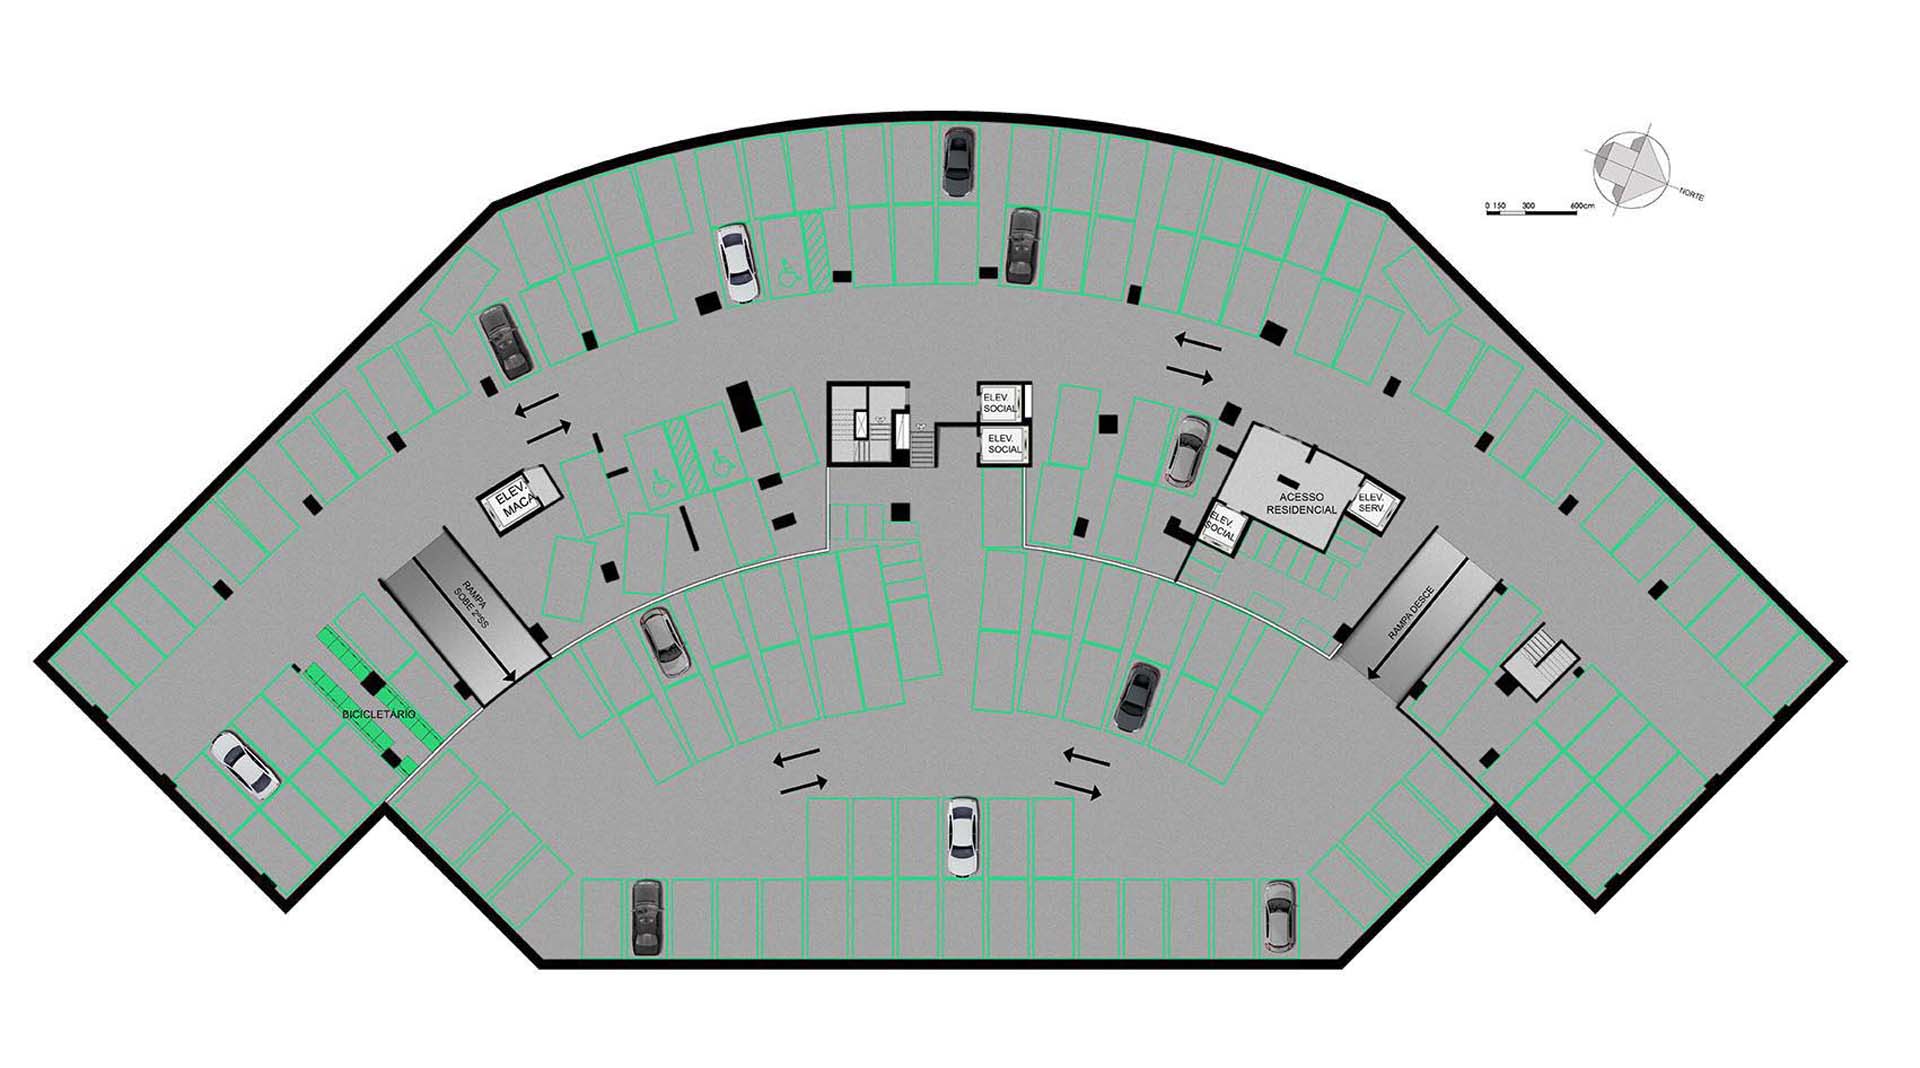 NORTE
0 150 300 600cm
ELEV.
SOCIAL
ELEV.
SOCIAL
ELEV.
MACA
ACESSO
RESIDENCIAL
ELEV.
SERV.
ELEV.
SOCIAL
RAMPA
SOBE 2ºSS
RAMPA DESCE
BICICLETÁRIO